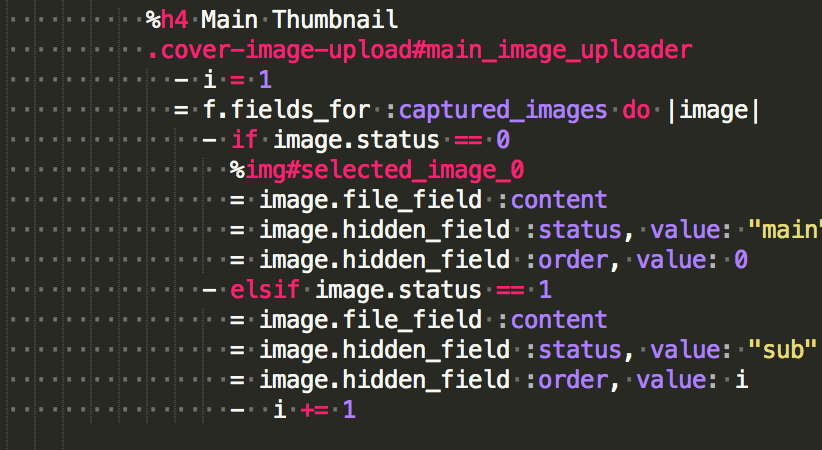 %h4 Main Thumbnail
.cover-image-upload#main_image_uploader
- i = 1
= f.fields_for :captured_images do |image|
- if image.status == 0
%img#selected_image_0
= image.file_field :content
= image.hidden_field :status, value: "main"
= image.hidden_field :order, value: 0
- elsif image.status == 1
= image.file_field :content
= image.hidden_field :status, value: "sub"
= image.hidden_field :order, value: i
-  i += 1